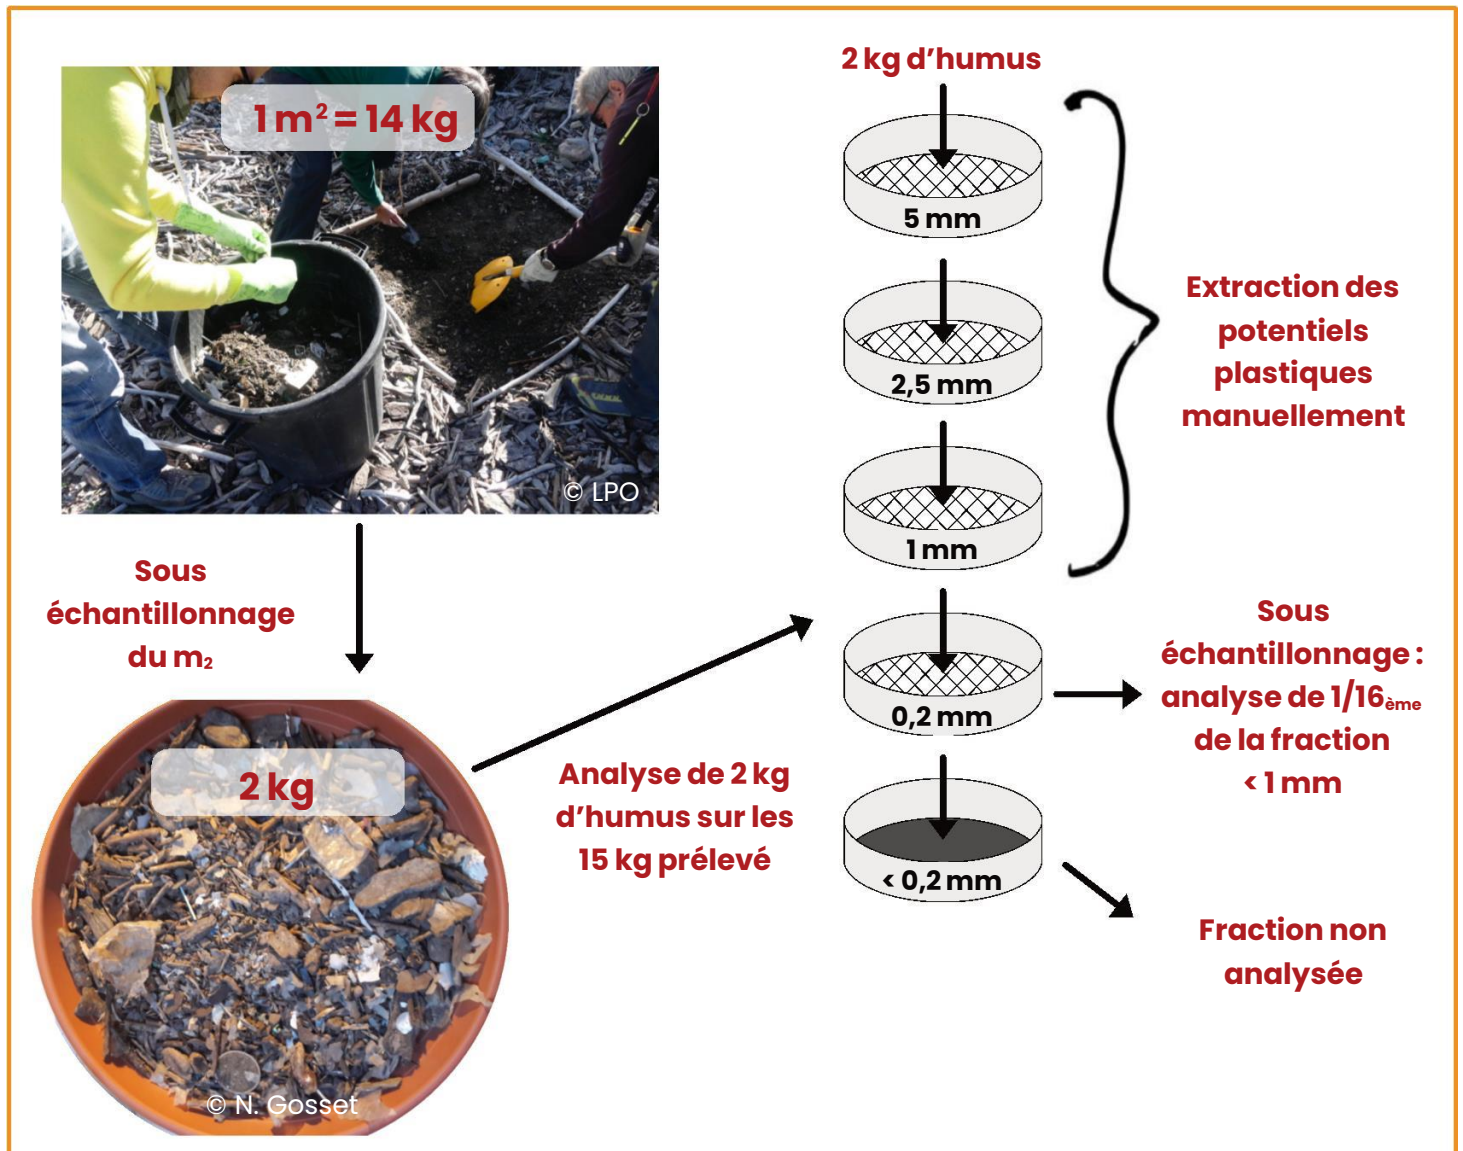 1 m² = 14 kg
© LPO
Sous
échantillonnage
du m₂
2 kg
© N. Gosset
Analyse de 2 kg
d’humus sur les
15 kg prélevé
2 kg d’humus
5 mm
2,5 mm
1 mm
0,2 mm
< 0,2 mm
Extraction des
potentiels
plastiques
manuellement
Sous
échantillonnage :
analyse de 1/16ème
de la fraction
< 1 mm
Fraction non
analysée